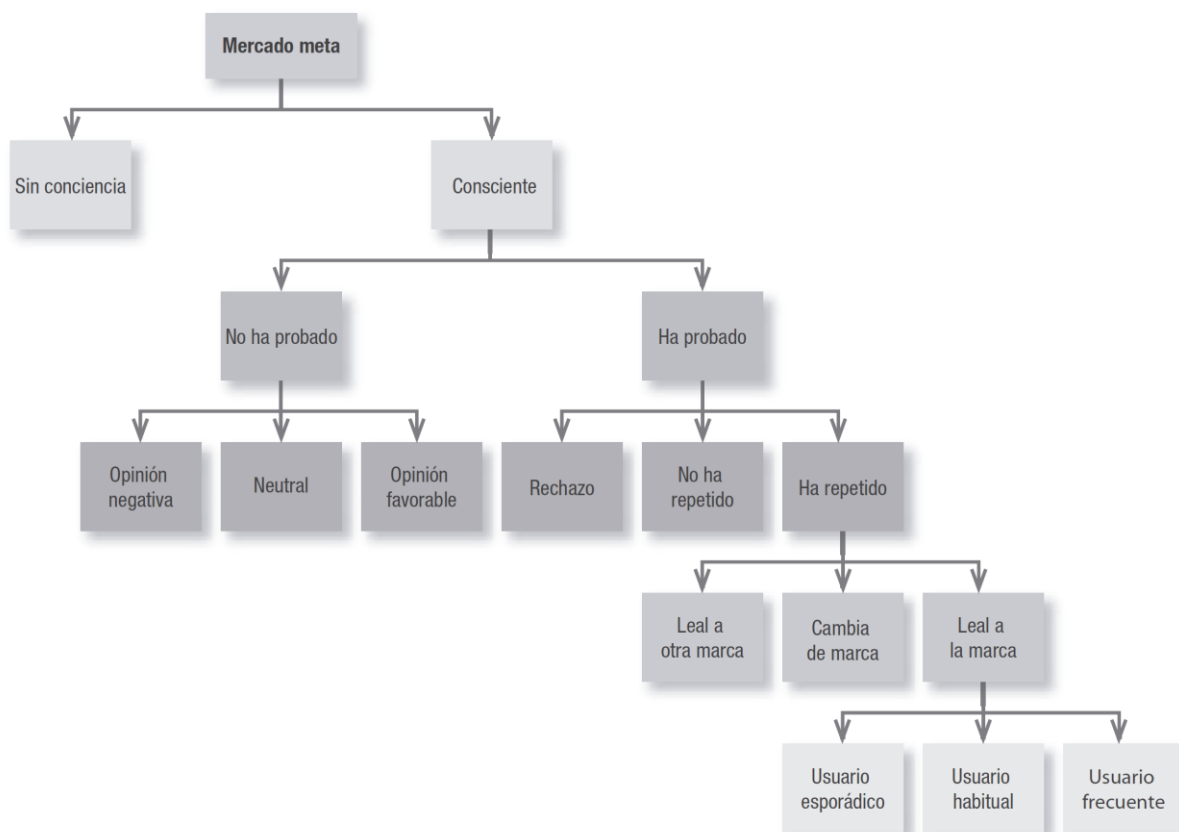 Mercado meta
Sin conciencia
Consciente
No ha probado
Ha probado
Opinión
negativa
Neutral
Opinión
favorable
Rechazo
No ha
repetido
Ha repetido
Leal a
otra marca
Cambia
de marca
Leal a
la marca
Usuario
esporádico
Usuario
habitual
Usuario
frecuente